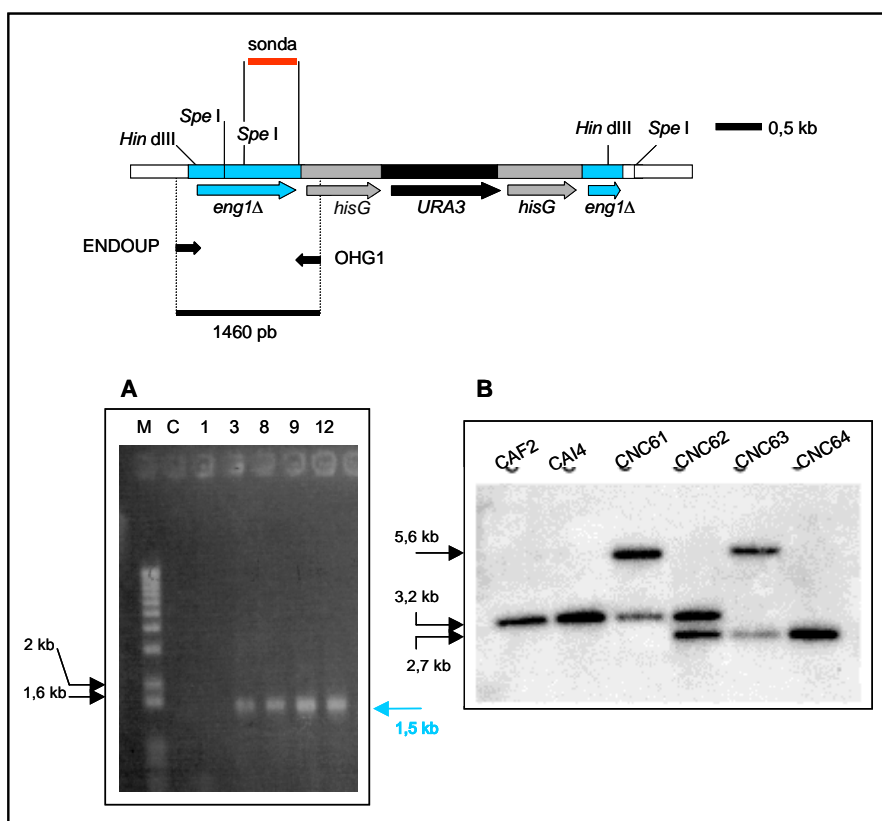 sonda
Spe I
Hin dIII
Spe I
Hin dIII
Spe I
0,5 kb
eng1Δ
hisG
URA3
hisG
eng1Δ
ENDOUP
OHG1
1460 pb
A
M C 1 3 8 9 12
2 kb
1,6 kb
1,5 kb
B
CAF2 CAI4 CNC61 CNC62 CNC63 CNC64
5,6 kb
3,2 kb
2,7 kb